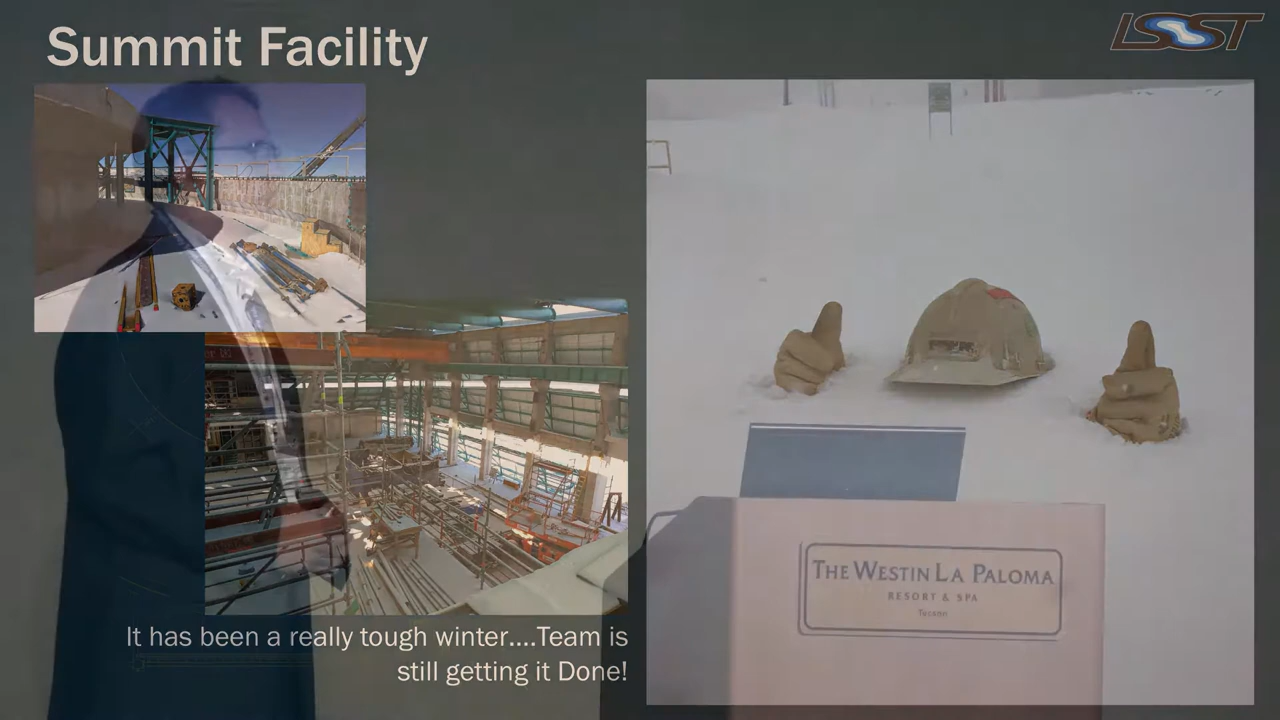 Summit Facility
LSST
It has been a really tough winter....Team is
still getting it Done!
THE WESTIN LA PALOMA
RESORT & SPA
Tucson